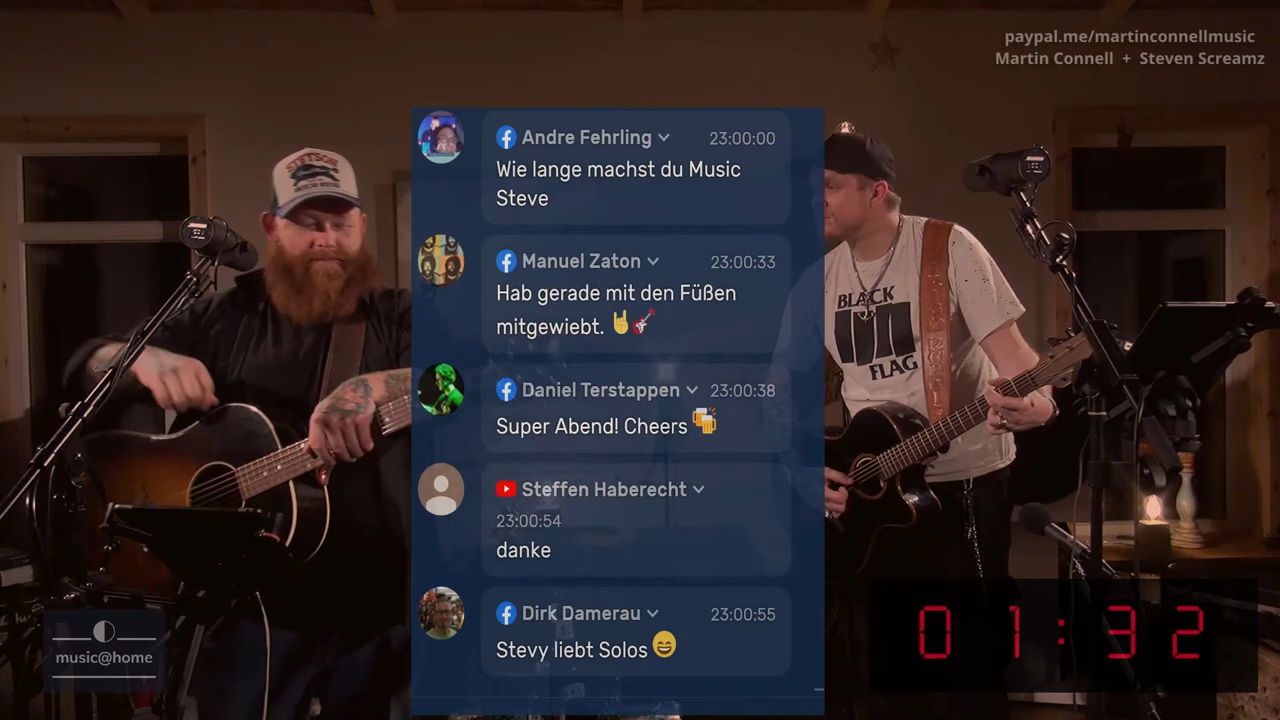 paypal.me/martinconnellmusic
Martin Connell + Steven Screamz
Andre Fehrling 23:00:00
Wie lange machst du Music
Steve
Manuel Zaton 23:00:33
Hab gerade mit den Füßen
mitgewiebt. 🤘🎸
Daniel Terstappen 23:00:38
Super Abend! Cheers 🍻
Steffen Haberecht
23:00:54
danke
Dirk Damerau 23:00:55
Stevy liebt Solos 😄
STETSON
BLACK
FLAG
music@home
01:32